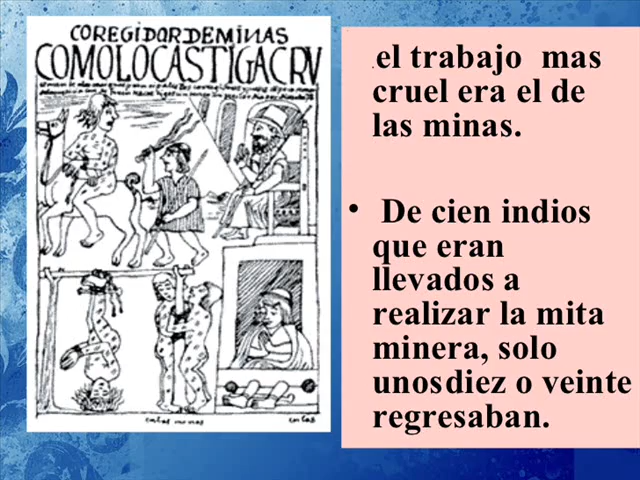 COREGIDORDEMINAS
COMOLOCASTIGACRV
.el trabajo mas
cruel era el de
las minas.
• De cien indios
que eran
llevados a
realizar la mita
minera, solo
unosdiez o veinte
regresaban.